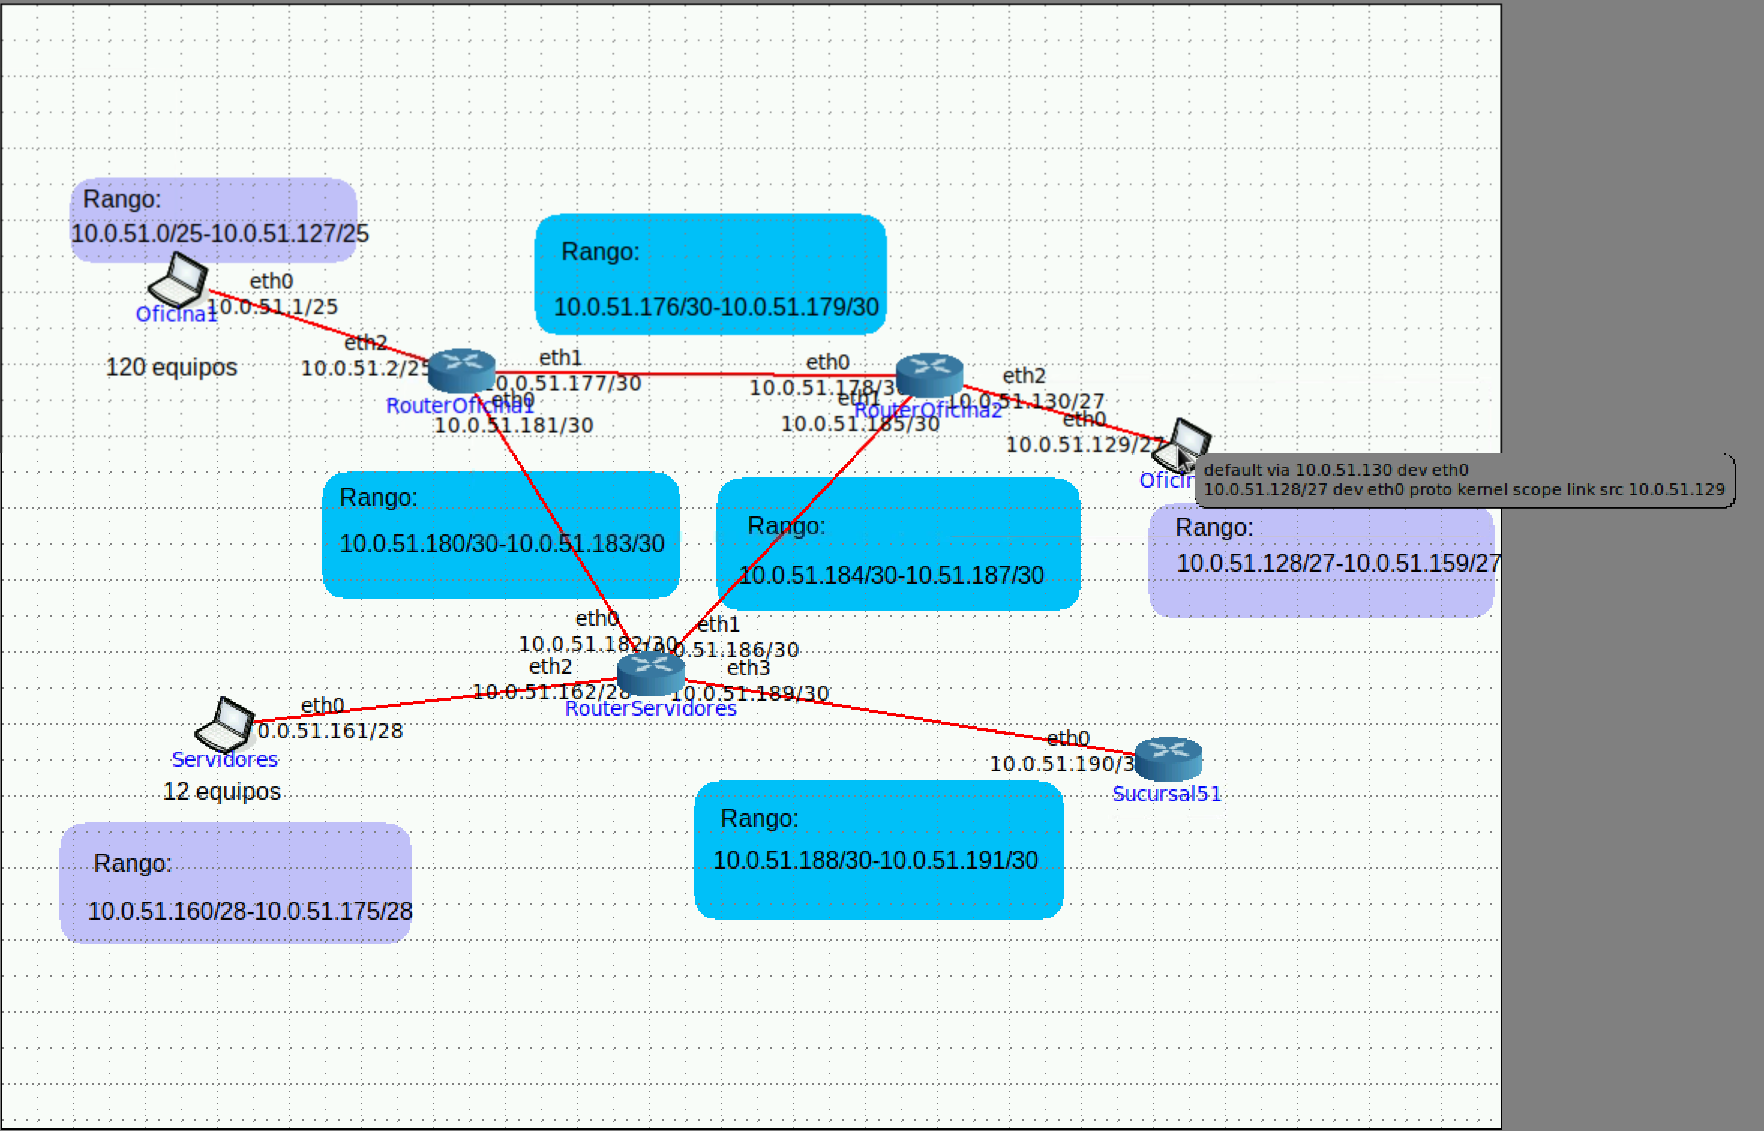 Rango:
10.0.51.0/25-10.0.51.127/25
eth0
10.0.51.1/25
Oficina1
120 equipos
eth2
10.0.51.2/25
RouterOficina1
eth1
0.0.51.177/30
eth0
10.0.51.181/30
Rango:
10.0.51.176/30-10.0.51.179/30
eth0
10.0.51.178/3
eth1
10.0.51.185/30
RouterOficina2
eth2
10.0.51.130/27
eth0
10.0.51.129/27
Oficin
default via 10.0.51.130 dev eth0
10.0.51.128/27 dev eth0 proto kernel scope link src 10.0.51.129
Rango:
10.0.51.128/27-10.0.51.159/27
Rango:
10.0.51.180/30-10.0.51.183/30
Rango:
10.0.51.184/30-10.51.187/30
eth0
10.0.51.182/30
eth1
.0.51.186/30
eth2
10.0.51.162/28
eth3
10.0.51.189/30
RouterServidores
eth0
0.0.51.161/28
Servidores
12 equipos
eth0
10.0.51.190/3
Sucursal51
Rango:
10.0.51.188/30-10.0.51.191/30
Rango:
10.0.51.160/28-10.0.51.175/28